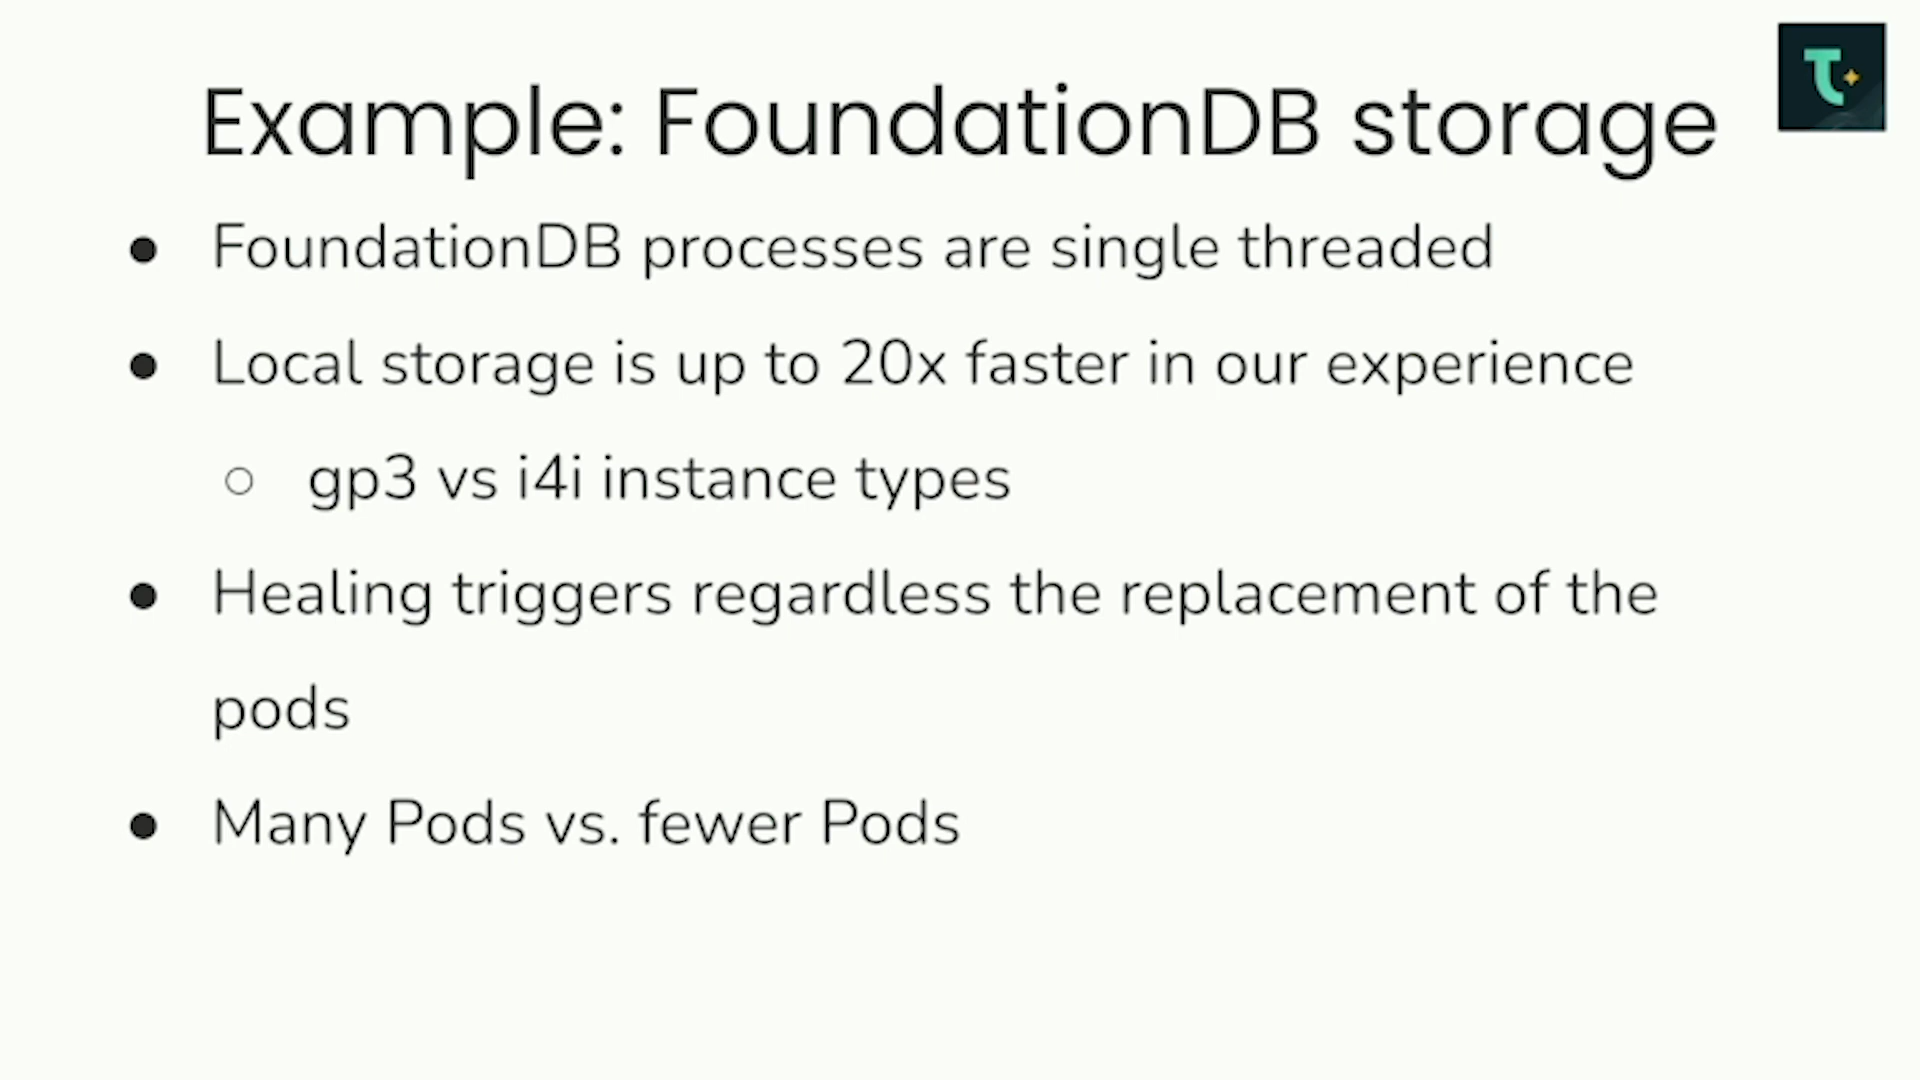 Example: FoundationDB storage
● FoundationDB processes are single threaded
● Local storage is up to 20x faster in our experience
○ gp3 vs i4i instance types
● Healing triggers regardless the replacement of the
pods
● Many Pods vs. fewer Pods